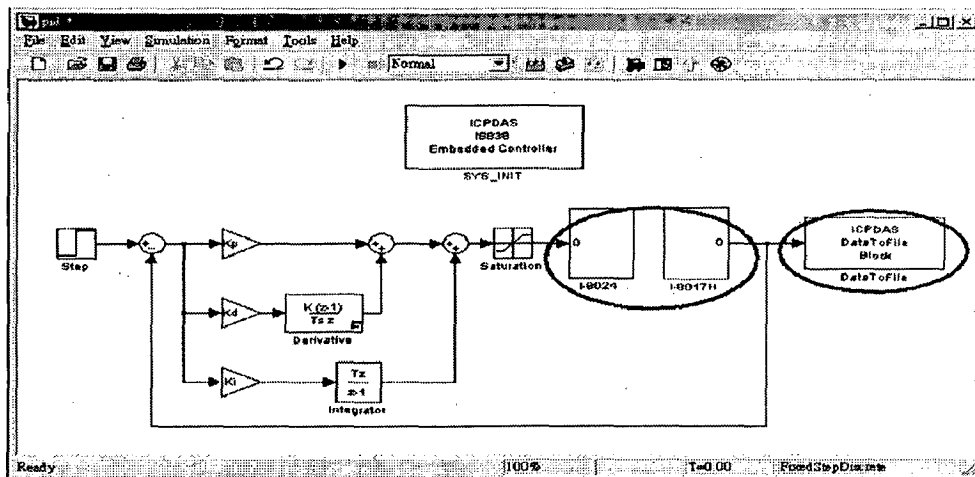 pid *
File Edit View Simulation Format Tools Help
Normal
ICPDAS
I8838
Embedded Controller
SYS_INIT
Step
Kp
Saturation
0
I-8024
0
I-8017H
ICPDAS
DataToFile
Block
DataToFile
Kd
K (z-1)
Ts z
Derivative
Ki
Tz
z-1
Integrator
Ready 100% T=0.00 FixedStepDiscrete